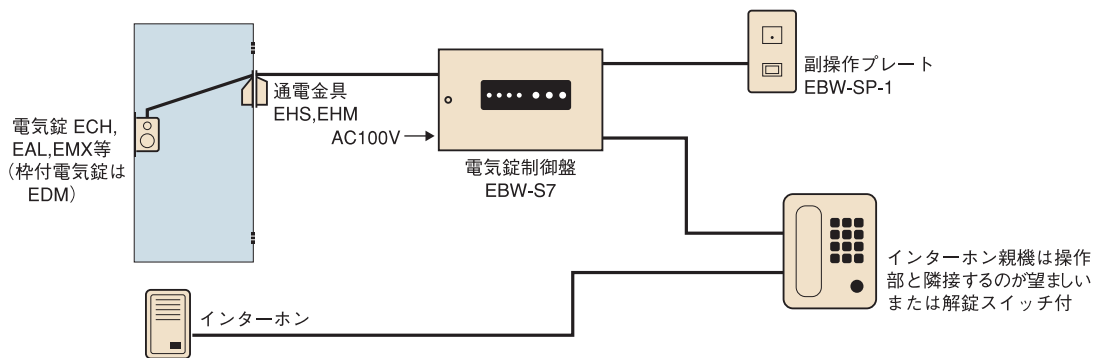 電気錠 ECH,
EAL,EMX等
（枠付電気錠は
EDM）
通電金具
EHS,EHM
AC100V
電気錠制御盤
EBW-S7
副操作プレート
EBW-SP-1
インターホン親機は操作
部と隣接するのが望ましい
または解錠スイッチ付
インターホン